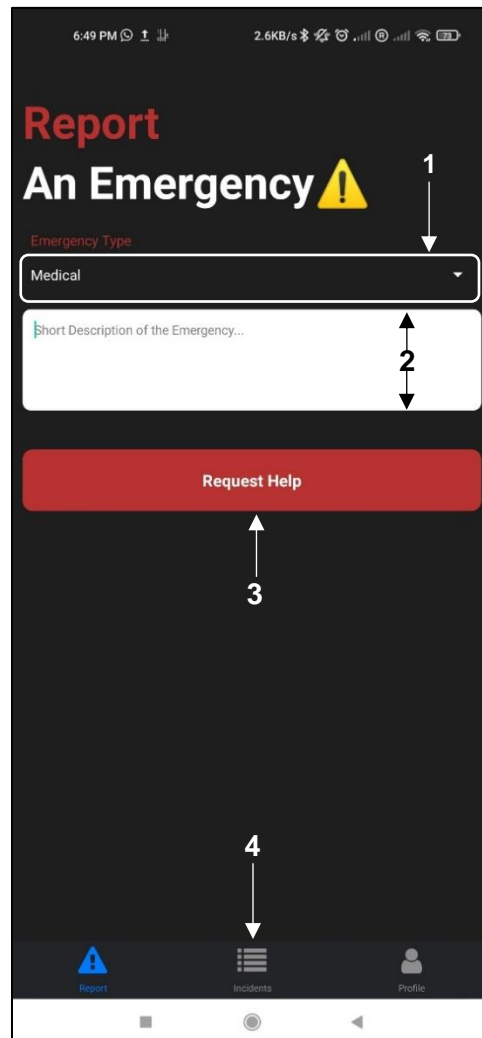 6:49 PM 2.6KB/s 73
Report
An Emergency
1
Emergency Type
Medical
Short Description of the Emergency...
2
Request Help
3
4
Report Incidents Profile